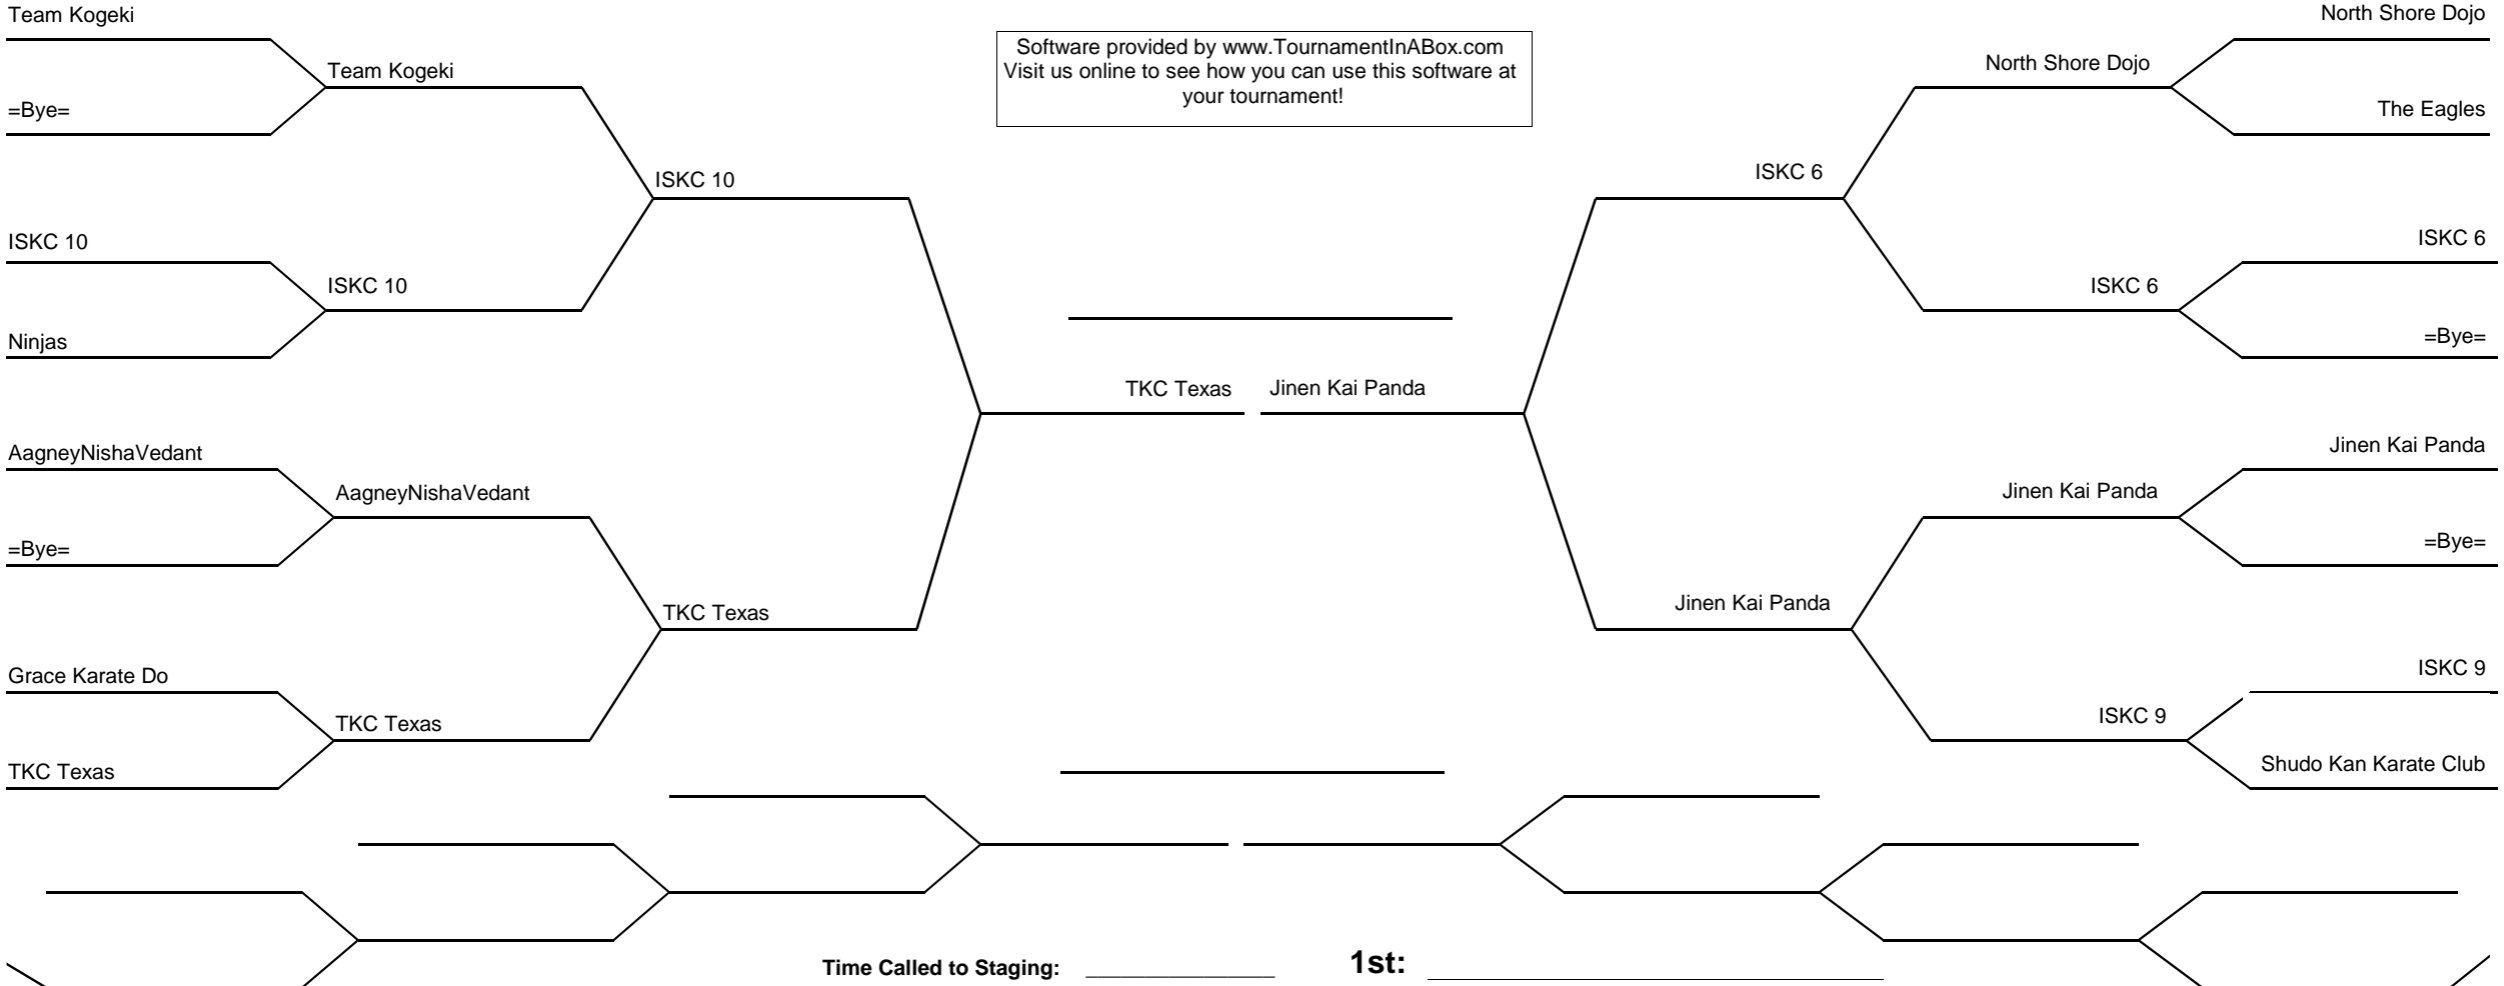 Team Kogeki
North Shore Dojo
Software provided by www.TournamentInABox.com
Visit us online to see how you can use this software at
your tournament!
Team Kogeki
North Shore Dojo
=Bye=
The Eagles
ISKC 10
ISKC 6
ISKC 10
ISKC 6
ISKC 10
ISKC 6
Ninjas
=Bye=
TKC Texas
Jinen Kai Panda
AagneyNishaVedant
Jinen Kai Panda
AagneyNishaVedant
Jinen Kai Panda
=Bye=
=Bye=
TKC Texas
Jinen Kai Panda
Grace Karate Do
ISKC 9
TKC Texas
ISKC 9
TKC Texas
Shudo Kan Karate Club
Time Called to Staging: ________________
1st: ________________________